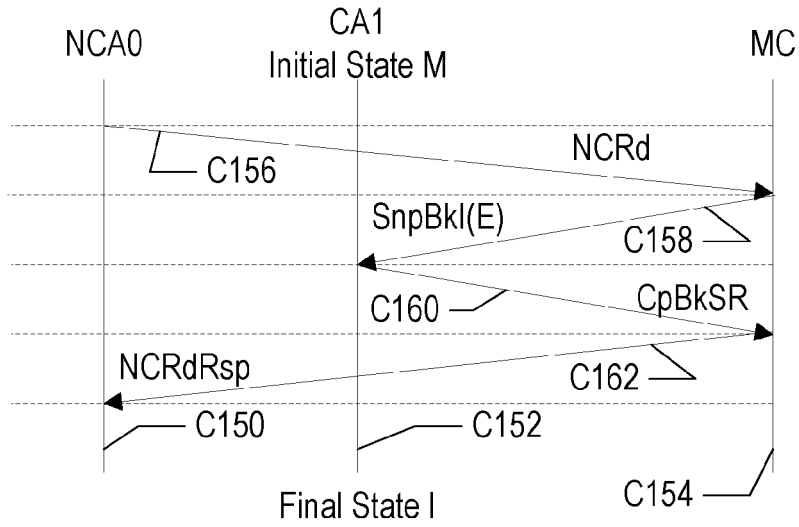 NCA0
CA1
Initial State M
MC
NCRd
C156
SnpBkI(E)
C158
C160
CpBkSR
NCRdRsp
C162
C150
C152
C154
Final State I